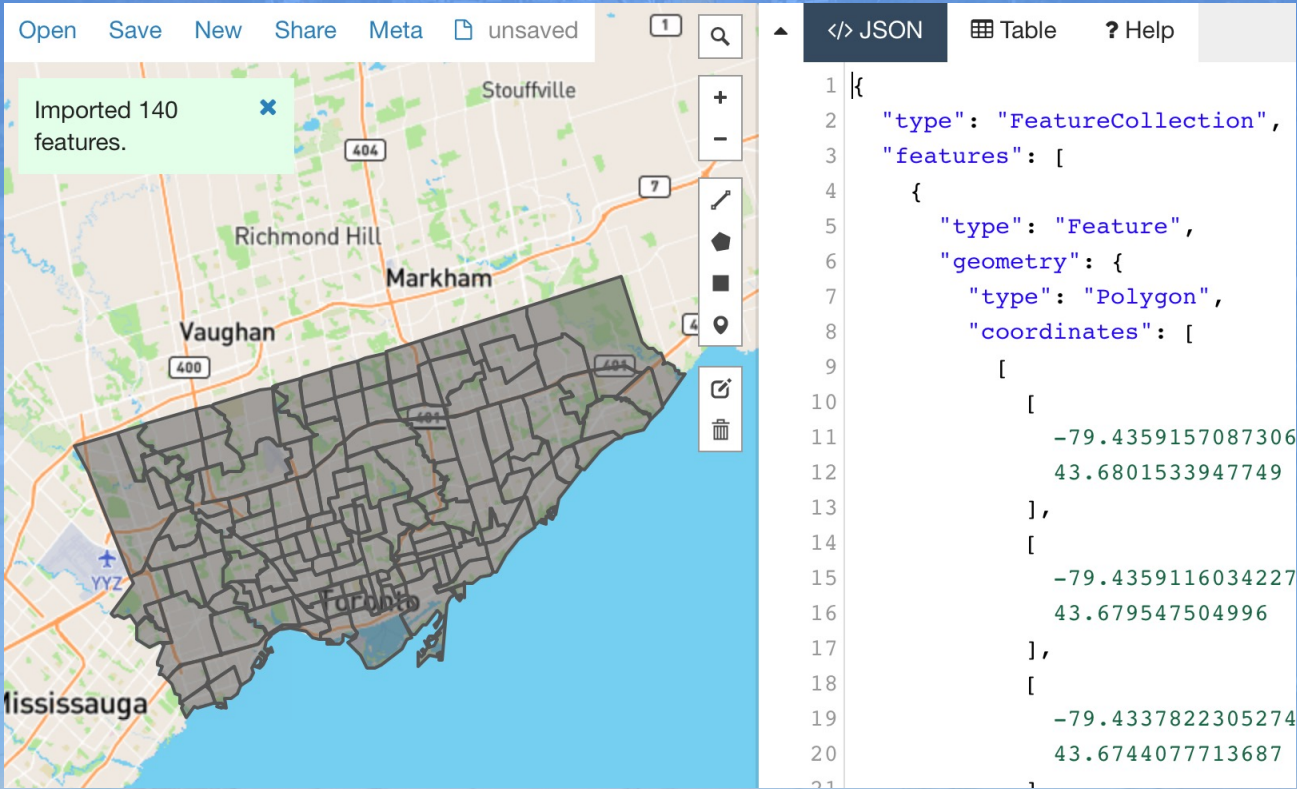 Open Save New Share Meta unsaved
Imported 140
features.
1
Stouffville
404
7
Richmond Hill
Markham
Vaughan
400
401
401
YYZ
Toronto
Mississauga
</> JSON Table ? Help
1 {
2 "type": "FeatureCollection",
3 "features": [
4 {
5 "type": "Feature",
6 "geometry": {
7 "type": "Polygon",
8 "coordinates": [
9 [
10 [
11 -79.4359157087306
12 43.6801533947749
13 ],
14 [
15 -79.4359116034227
16 43.679547504996
17 ],
18 [
19 -79.4337822305274
20 43.6744077713687
21 ]